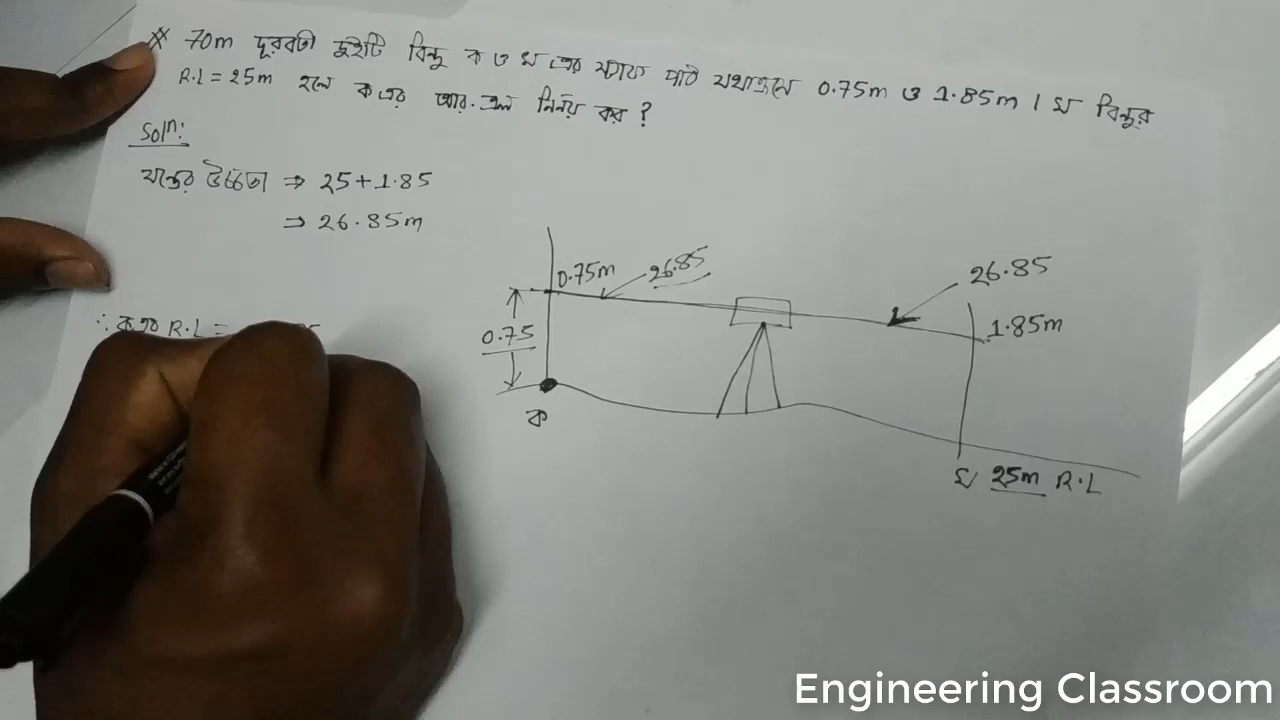 * 70m দূরবর্তী দুইটি বিন্দু ক ও খ এর স্টাফ পাঠ যথাক্রমে 0.75m ও 1.85m । খ বিন্দুর
R.L = 25m হলে ক এর আর.এল নির্নয় কর ?
Soln:
যন্ত্রের উচ্চতা ⇒ 25+1.85
⇒ 26.85m
0.75m
26.85
26.85
1.85m
0.75
∴ ক এর R.L =
ক
খ 25m R.L
Engineering Classroom